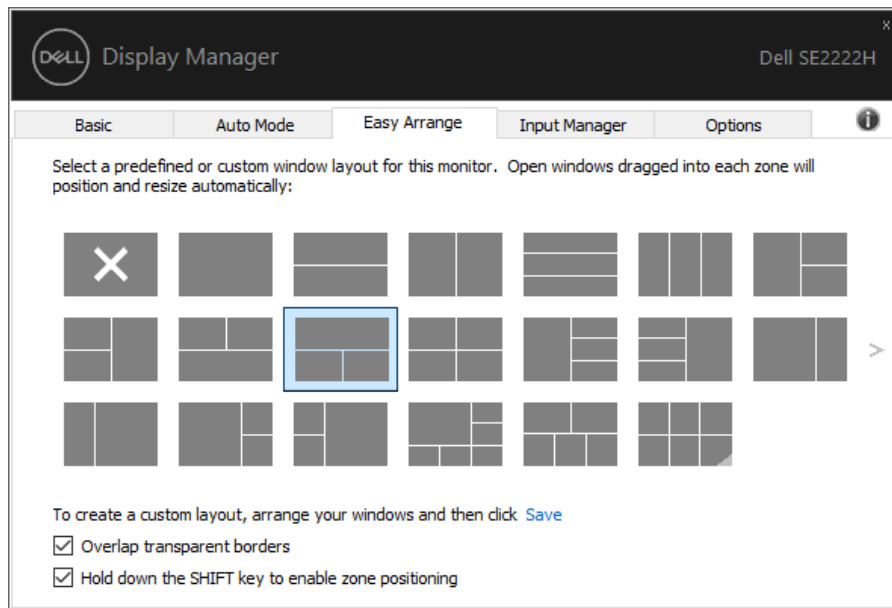 x
DELL Display Manager
Dell SE2222H
Basic
Auto Mode
Easy Arrange
Input Manager
Options
Select a predefined or custom window layout for this monitor.  Open windows dragged into each zone will
position and resize automatically:
To create a custom layout, arrange your windows and then click Save
Overlap transparent borders
Hold down the SHIFT key to enable zone positioning